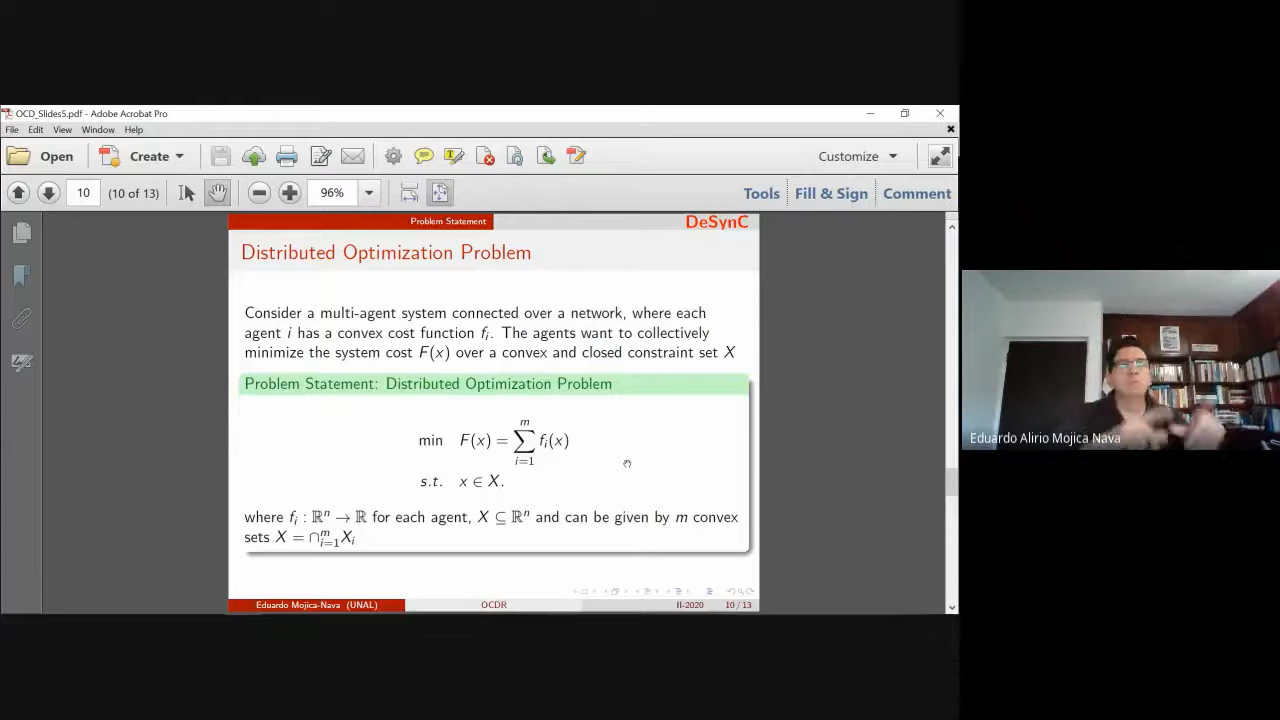 OCD_Slides5.pdf - Adobe Acrobat Pro
File Edit View Window Help
Open Create Customize
10 (10 of 13) 96% Tools Fill & Sign Comment
Problem Statement DeSynC
Distributed Optimization Problem
Consider a multi-agent system connected over a network, where each
agent i has a convex cost function fᵢ. The agents want to collectively
minimize the system cost F(x) over a convex and closed constraint set X
Problem Statement: Distributed Optimization Problem
min F(x) = ∑_{i=1}^{m} fᵢ(x)
s.t. x ∈ X.
where fᵢ : ℝⁿ → ℝ for each agent, X ⊆ ℝⁿ and can be given by m convex
sets X = ∩_{i=1}^{m} Xᵢ
Eduardo Mojica-Nava (UNAL) OCDR II-2020 10 / 13
Eduardo Alirio Mojica Nava